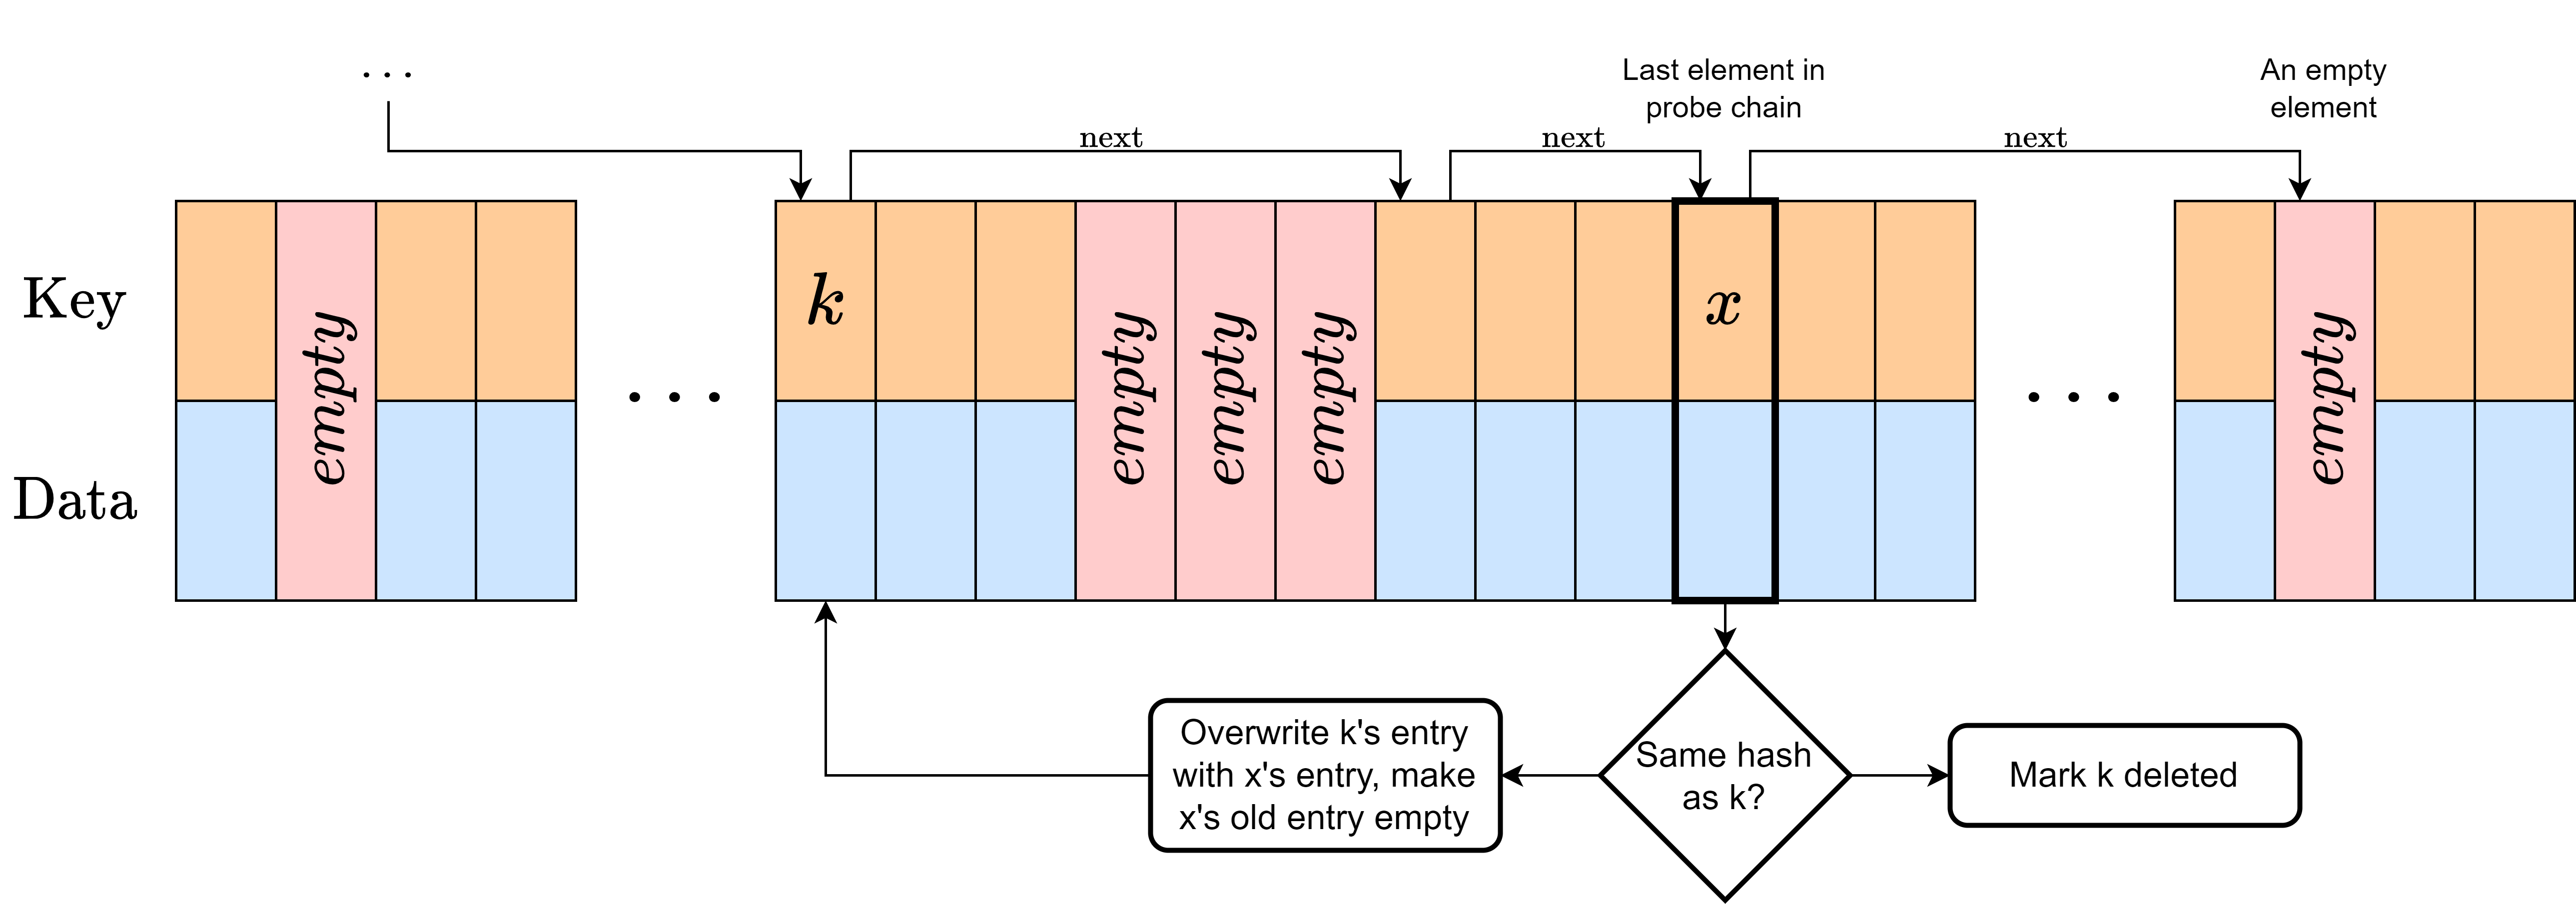 ...
Last element in
probe chain
An empty
element
next
next
next
Key
k
x
empty
empty
empty
empty
empty
...
...
Data
Overwrite k's entry
with x's entry, make
x's old entry empty
Same hash
as k?
Mark k deleted